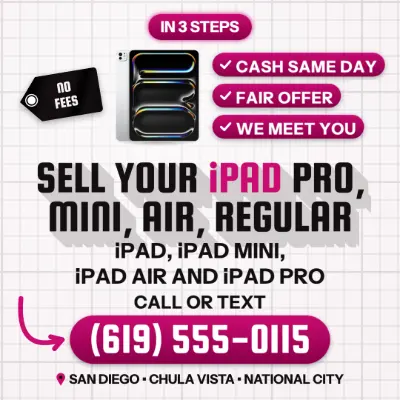 IN 3 STEPS
NO
FEES
CASH SAME DAY
FAIR OFFER
WE MEET YOU
SELL YOUR iPAD PRO,
MINI, AIR, REGULAR
iPAD, iPAD MINI,
iPAD AIR AND iPAD PRO
CALL OR TEXT
(619) 555-0115
SAN DIEGO • CHULA VISTA • NATIONAL CITY